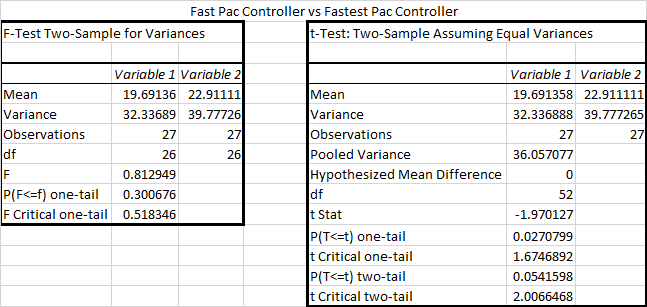 Fast Pac Controller vs Fastest Pac Controller
F-Test Two-Sample for Variances
Variable 1 Variable 2
Mean 19.69136 22.91111
Variance 32.33689 39.77726
Observations 27 27
df 26 26
F 0.812949
P(F<=f) one-tail 0.300676
F Critical one-tail 0.518346
t-Test: Two-Sample Assuming Equal Variances
Variable 1 Variable 2
Mean 19.691358 22.911111
Variance 32.336888 39.777265
Observations 27 27
Pooled Variance 36.057077
Hypothesized Mean Difference 0
df 52
t Stat -1.970127
P(T<=t) one-tail 0.0270799
t Critical one-tail 1.6746892
P(T<=t) two-tail 0.0541598
t Critical two-tail 2.0066468